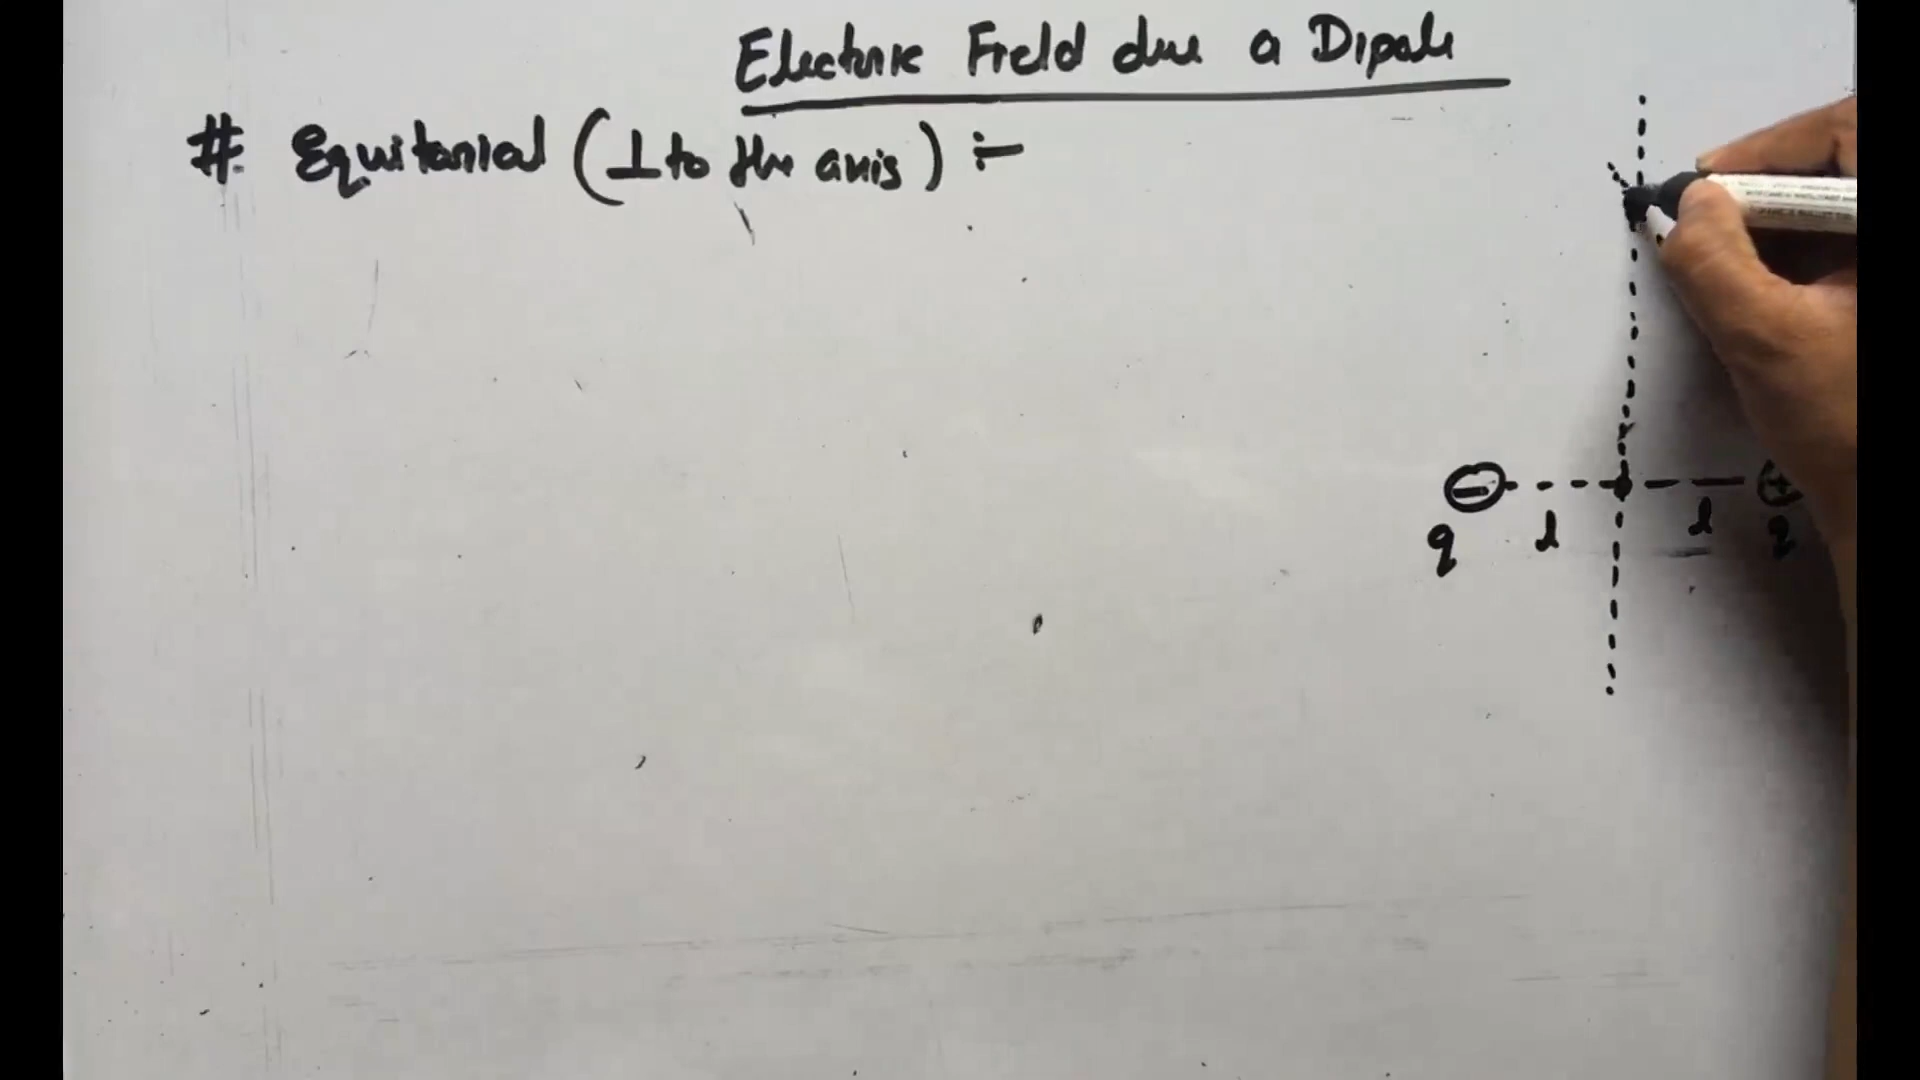 Electric Field due a Dipole
# Equitorial (⊥ to the axis) :-
− +
q l l q